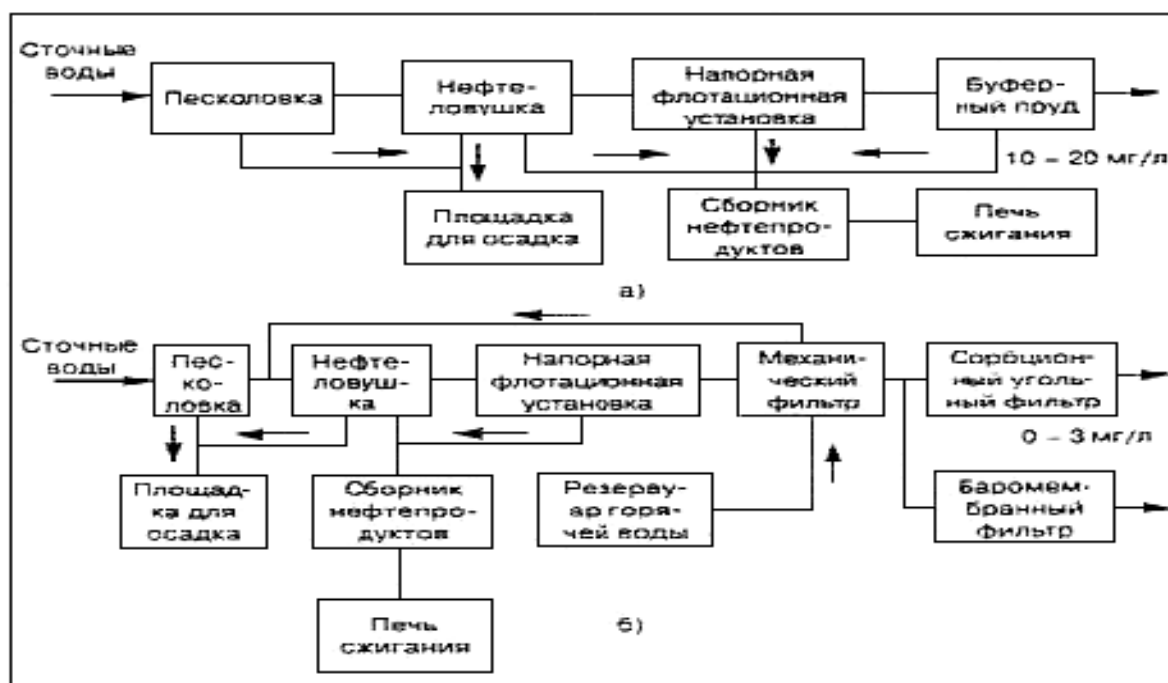 Сточные
воды
Песколовка
Нефте-
ловушка
Напорная
флотационная
установка
Буфер-
ный пруд
10 – 20 мг/л
Площадка
для осадка
Сборник
нефтепро-
дуктов
Печь
сжигания
а)
Сточные
воды
Пес-
ко-
ловка
Нефте-
ловуш-
ка
Напорная
флотационная
установка
Механи-
ческий
фильтр
Сорбцион-
ный уголь-
ный фильтр
0 – 3 мг/л
Площад-
ка для
осадка
Сборник
нефтепро-
дуктов
Резерву-
ар горя-
чей воды
Баромем-
бранный
фильтр
Печь
сжигания
б)